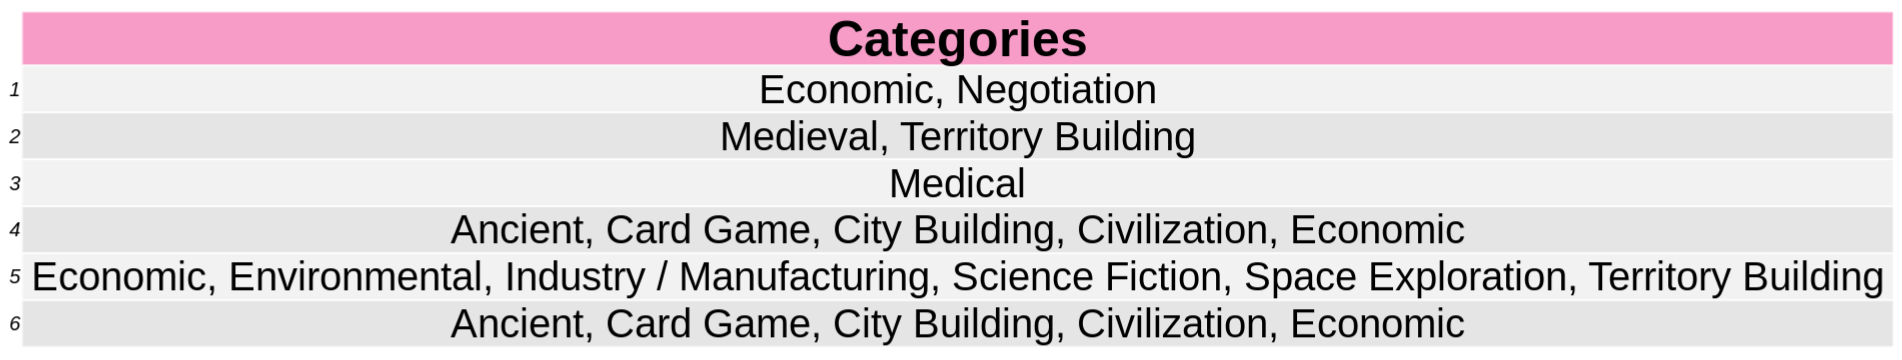 Categories
1 Economic, Negotiation
2 Medieval, Territory Building
3 Medical
4 Ancient, Card Game, City Building, Civilization, Economic
5 Economic, Environmental, Industry / Manufacturing, Science Fiction, Space Exploration, Territory Building
6 Ancient, Card Game, City Building, Civilization, Economic